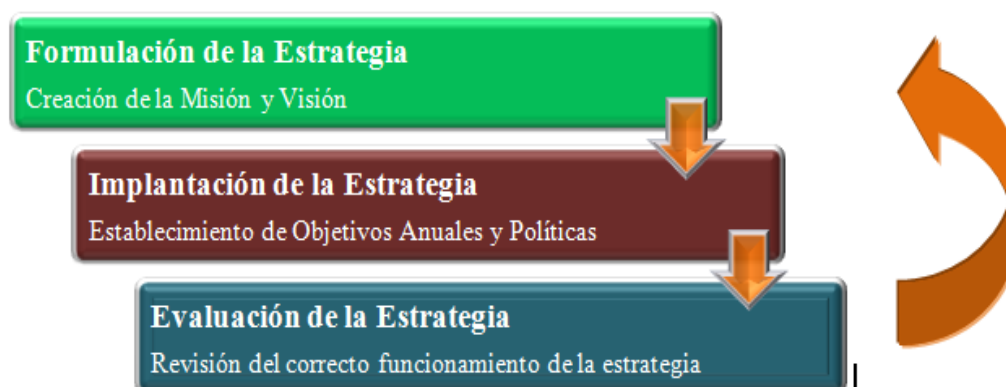 Formulación de la Estrategia
Creación de la Misión y Visión
Implantación de la Estrategia
Establecimiento de Objetivos Anuales y Políticas
Evaluación de la Estrategia
Revisión del correcto funcionamiento de la estrategia